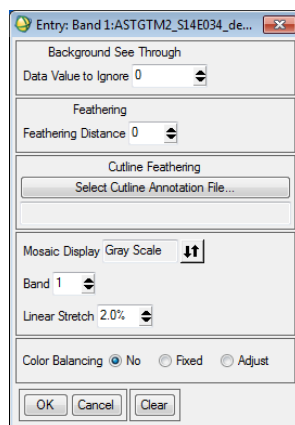 Entry: Band 1:ASTGTM2_S14E034_de...
Background See Through
Data Value to Ignore 0
Feathering
Feathering Distance 0
Cutline Feathering
Select Cutline Annotation File...
Mosaic Display Gray Scale
Band 1
Linear Stretch 2.0%
Color Balancing No Fixed Adjust
OK Cancel Clear